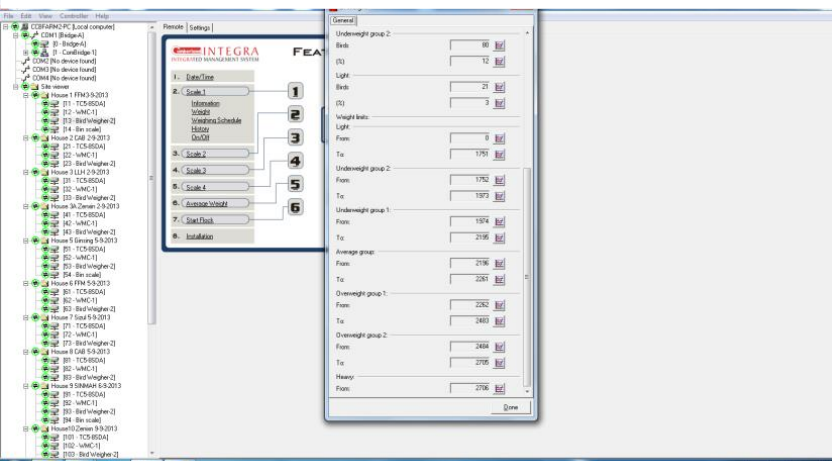 File Edit View Controller Help
CCBFARM2-PC [Local computer]
COM1 [Bridge-A]
[0 - Bridge-A]
[1 - ComBridge 1]
COM2 [No device found]
COM3 [No device found]
COM4 [No device found]
Site viewer
House 1 FFM3-9-2013
[11 - TC5-8SDA]
[12 - WMC-1]
[13 - Bird Weigher-2]
[14 - Bin scale]
House 2 CAB 2-9-2013
[21 - TC5-8SDA]
[22 - WMC-1]
[23 - Bird Weigher-2]
House 3 LLH 2-9-2013
[31 - TC5-8SDA]
[32 - WMC-1]
[33 - Bird Weigher-2]
House 3A Zenxin 2-9-2013
[41 - TC5-8SDA]
[42 - WMC-1]
[43 - Bird Weigher-2]
House 5 Ginsing 5-9-2013
[51 - TC5-8SDA]
[52 - WMC-1]
[53 - Bird Weigher-2]
[54 - Bin scale]
House 6 FFM 5-9-2013
[61 - TC5-8SDA]
[62 - WMC-1]
[63 - Bird Weigher-2]
House 7 Sizul 5-9-2013
[71 - TC5-8SDA]
[72 - WMC-1]
[73 - Bird Weigher-2]
House 8 CAB 5-9-2013
[81 - TC5-8SDA]
[82 - WMC-1]
[83 - Bird Weigher-2]
House 9 SINMAH 6-9-2013
[91 - TC5-8SDA]
[92 - WMC-1]
[93 - Bird Weigher-2]
[94 - Bin scale]
House10 Zenxin 9-9-2013
[101 - TC5-8SDA]
[102 - WMC-1]
[103 - Bird Weigher-2]
Remote Settings
INTEGRA
INTEGRATED MANAGEMENT SYSTEM
FEA
1. Date/Time
2. Scale 1
Information
Weight
Weighing Schedule
History
On/Off
3. Scale 2
4. Scale 3
5. Scale 4
6. Average Weight
7. Start Flock
8. Installation
1
2
3
4
5
6
General
Underweight group 2:
Birds 80
(%) 12
Light:
Birds 21
(%) 3
Weight limits:
Light:
From: 0
To: 1751
Underweight group 2:
From: 1752
To: 1973
Underweight group 1:
From: 1974
To: 2195
Average group:
From: 2196
To: 2261
Overweight group 1:
From: 2262
To: 2483
Overweight group 2:
From: 2484
To: 2705
Heavy:
From: 2706
Done